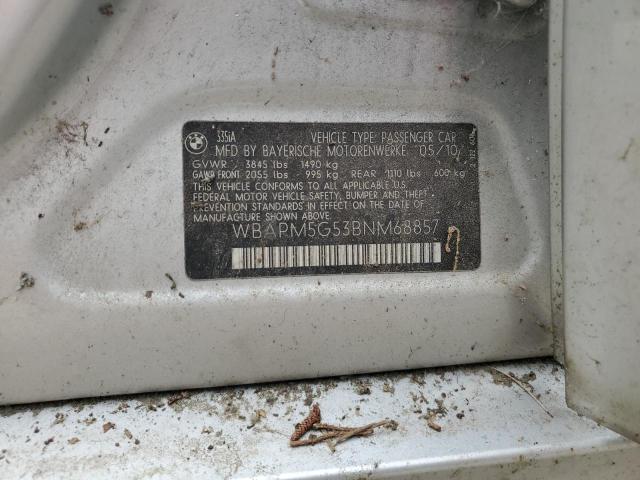 BMW
335iA
VEHICLE TYPE: PASSENGER CAR
MFD BY BAYERISCHE MOTORENWERKE 05/10
GVWR 3845 lbs 1490 kg
GAWR FRONT 2055 lbs - 995 kg REAR 1110 lbs 600 kg
THIS VEHICLE CONFORMS TO ALL APPLICABLE U.S.
FEDERAL MOTOR VEHICLE SAFETY, BUMPER, AND THEFT
PREVENTION STANDARDS IN EFFECT ON THE DATE OF
MANUFACTURE SHOWN ABOVE
WBAPM5G53BNM68857